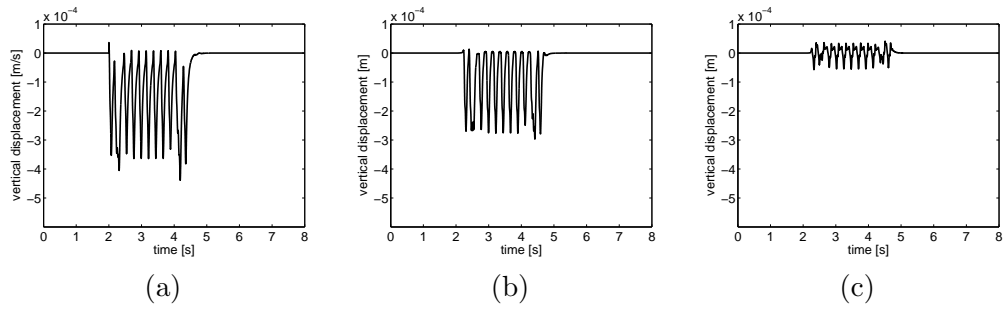 x 10⁻⁴
1
0
−1
−2
−3
−4
−5
vertical displacement [m/s]
0 1 2 3 4 5 6 7 8
time [s]
(a)
x 10⁻⁴
1
0
−1
−2
−3
−4
−5
vertical displacement [m]
0 1 2 3 4 5 6 7 8
time [s]
(b)
x 10⁻⁴
1
0
−1
−2
−3
−4
−5
vertical displacement [m]
0 1 2 3 4 5 6 7 8
time [s]
(c)